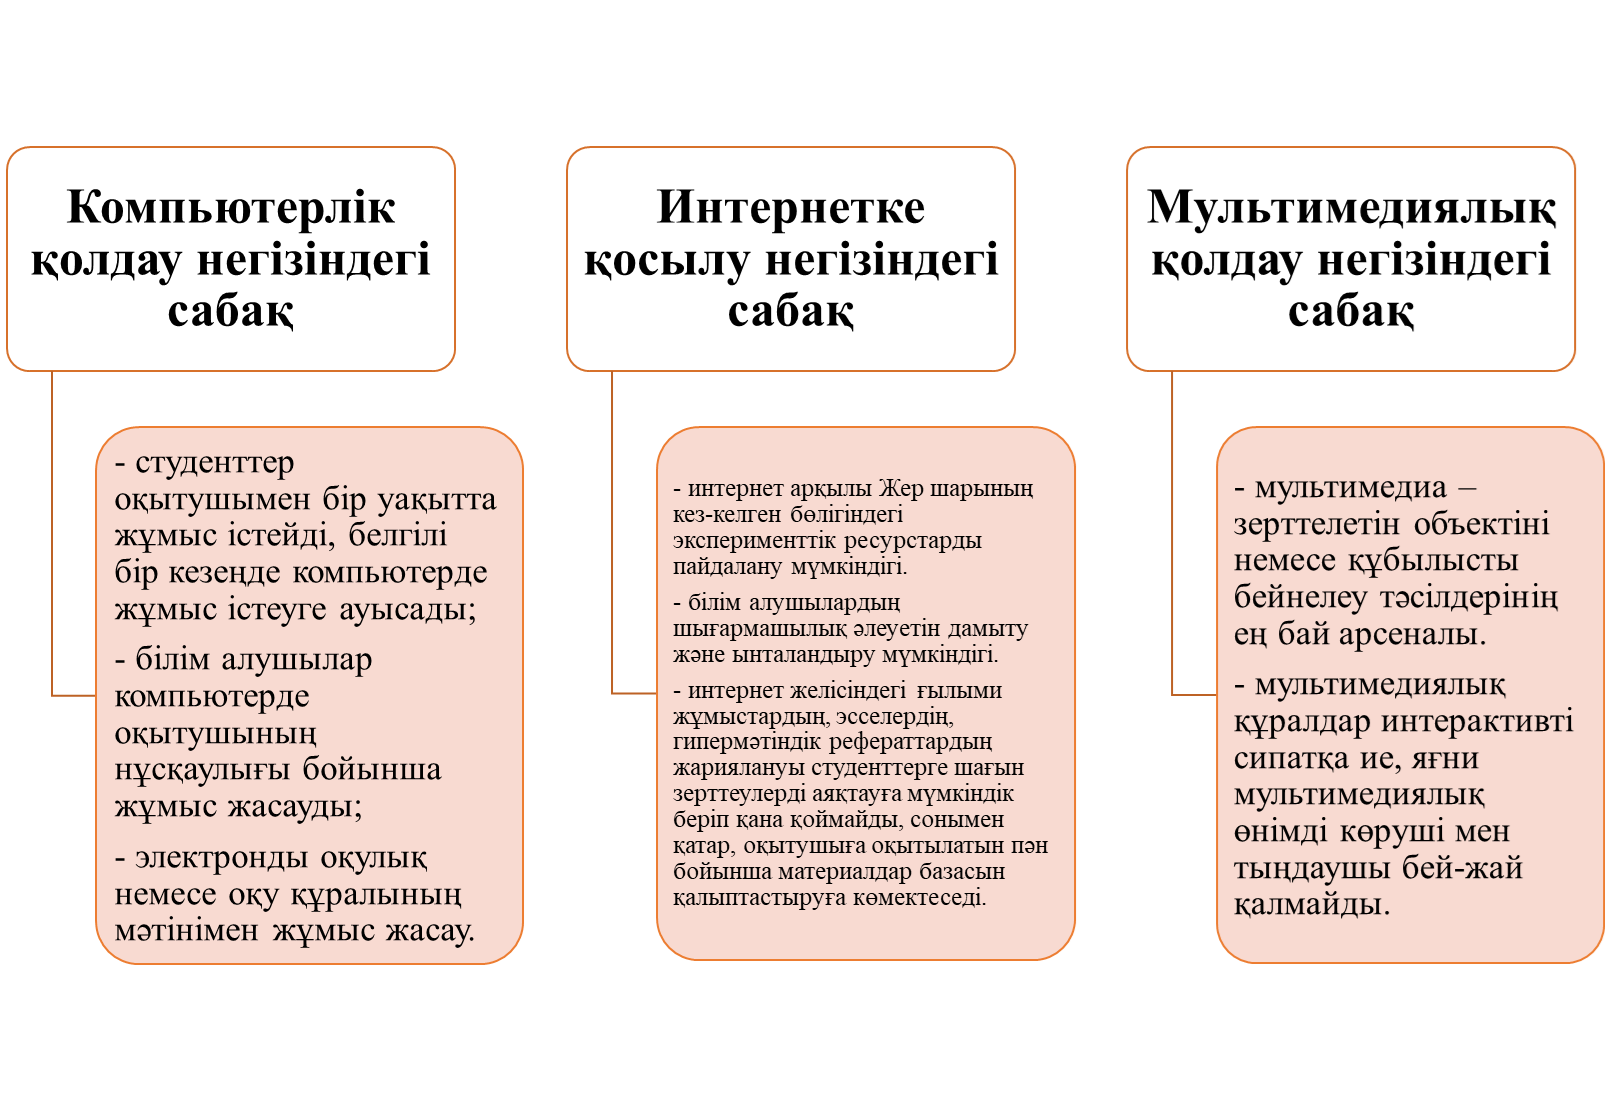 Компьютерлік
қолдау негізіндегі
сабақ
- студенттер
оқытушымен бір уақытта
жұмыс істейді, белгілі
бір кезеңде компьютерде
жұмыс істеуге ауысады;
- білім алушылар
компьютерде
оқытушының
нұсқаулығы бойынша
жұмыс жасауды;
- электронды оқулық
немесе оқу құралының
мәтінімен жұмыс жасау.
Интернетке
қосылу негізіндегі
сабақ
- интернет арқылы Жер шарының
кез-келген бөлігіндегі
эксперименттік ресурстарды
пайдалану мүмкіндігі.
- білім алушылардың
шығармашылық әлеуетін дамыту
және ынталандыру мүмкіндігі.
- интернет желісіндегі ғылыми
жұмыстардың, эсселердің,
гипермәтіндік рефераттардың
жариялануы студенттерге шағын
зерттеулерді аяқтауға мүмкіндік
беріп қана қоймайды, сонымен
қатар, оқытушыға оқытылатын пән
бойынша материалдар базасын
қалыптастыруға көмектеседі.
Мультимедиялық
қолдау негізіндегі
сабақ
- мультимедиа –
зерттелетін объектіні
немесе құбылысты
бейнелеу тәсілдерінің
ең бай арсеналы.
- мультимедиялық
құралдар интерактивті
сипатқа ие, яғни
мультимедиялық
өнімді көруші мен
тыңдаушы бей-жай
қалмайды.